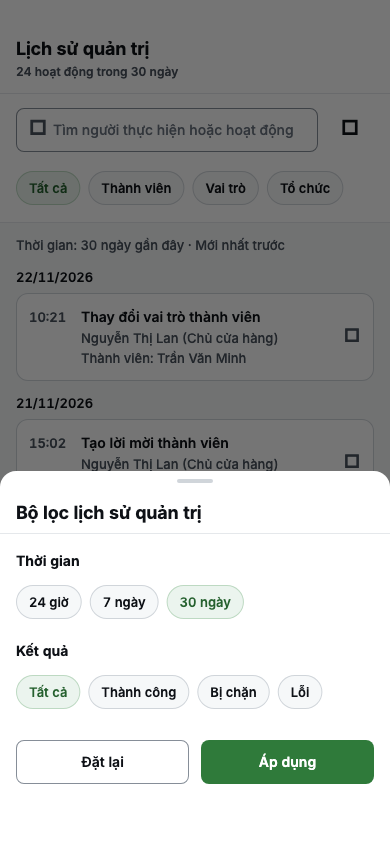 Lịch sử quản trị
24 hoạt động trong 30 ngày
Tìm người thực hiện hoặc hoạt động
Tất cả
Thành viên
Vai trò
Tổ chức
Thời gian: 30 ngày gần đây · Mới nhất trước
22/11/2026
10:21
Thay đổi vai trò thành viên
Nguyễn Thị Lan (Chủ cửa hàng)
Thành viên: Trần Văn Minh
21/11/2026
15:02
Tạo lời mời thành viên
Nguyễn Thị Lan (Chủ cửa hàng)
Bộ lọc lịch sử quản trị
Thời gian
24 giờ
7 ngày
30 ngày
Kết quả
Tất cả
Thành công
Bị chặn
Lỗi
Đặt lại
Áp dụng